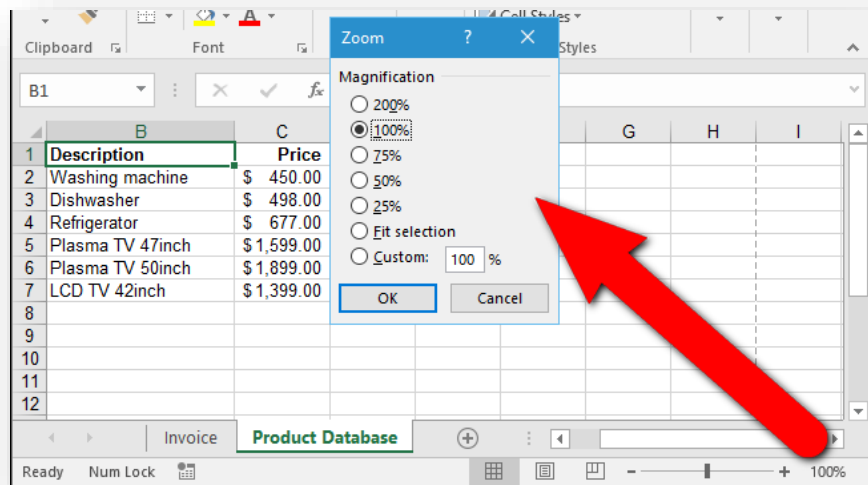 Cell Styles
Clipboard Font Styles
Zoom ? ×
Magnification
200%
100%
75%
50%
25%
Fit selection
Custom: 100 %
OK Cancel
B1 fx
B C G H I
1 Description Price
2 Washing machine $ 450.00
3 Dishwasher $ 498.00
4 Refrigerator $ 677.00
5 Plasma TV 47inch $1,599.00
6 Plasma TV 50inch $1,899.00
7 LCD TV 42inch $1,399.00
8
9
10
11
12
Invoice Product Database
Ready Num Lock - + 100%